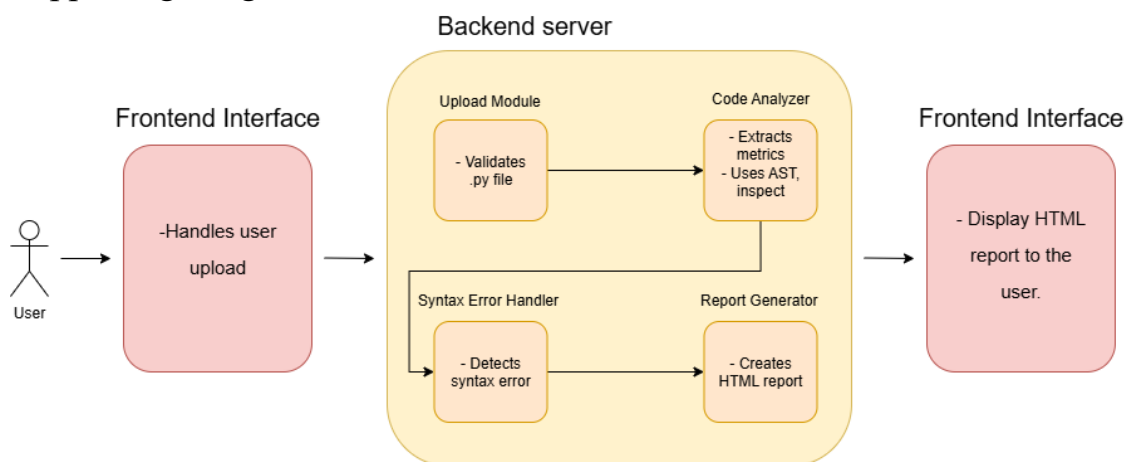 Backend server
Frontend Interface
-Handles user
upload
User
Upload Module
- Validates
.py file
Code Analyzer
- Extracts
metrics
- Uses AST,
inspect
Syntax Error Handler
- Detects
syntax error
Report Generator
- Creates
HTML report
Frontend Interface
- Display HTML
report to the
user.